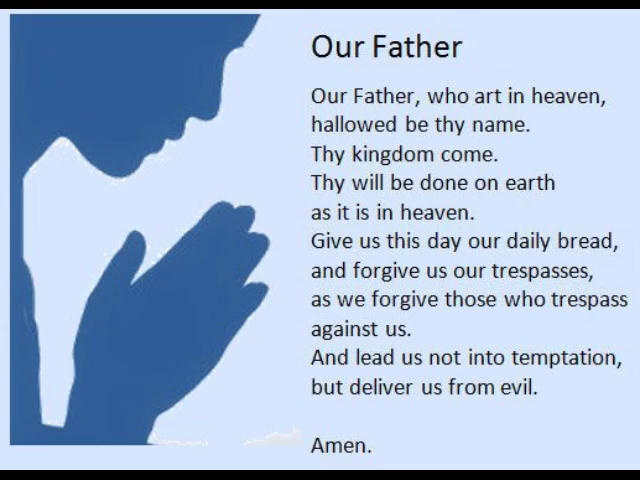 Our Father
Our Father, who art in heaven,
hallowed be thy name.
Thy kingdom come.
Thy will be done on earth
as it is in heaven.
Give us this day our daily bread,
and forgive us our trespasses,
as we forgive those who trespass
against us.
And lead us not into temptation,
but deliver us from evil.
Amen.